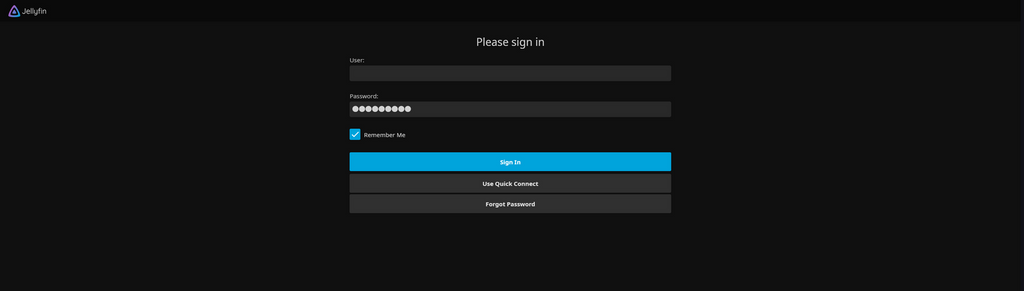 Jellyfin
Please sign in
User:
Password:
Remember Me
Sign In
Use Quick Connect
Forgot Password